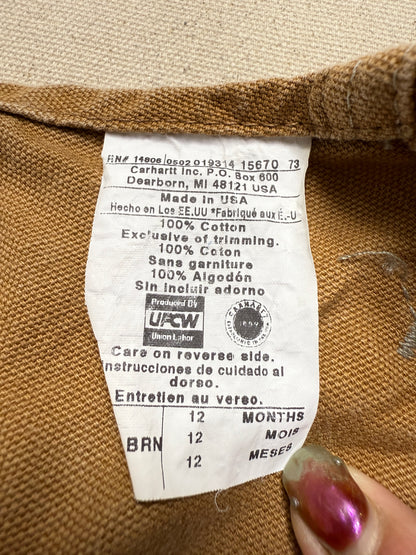 RN# 14806 0502 019314 15670 73
Carhartt Inc. P.O. Box 600
Dearborn, MI 48121 USA
Made in USA
Hecho en Los EE.UU *Fabriqué aux É.-U
100% Cotton
Exclusive of trimming.
100% Coton
Sans garniture
100% Algodón
Sin incluir adorno
Produced By
UFCW
Union Labor
CARHARTT
Care on reverse side.
Instrucciones de cuidado al
dorso.
Entretien au verso.
BRN
12 MONTHS
12 MOIS
12 MESES